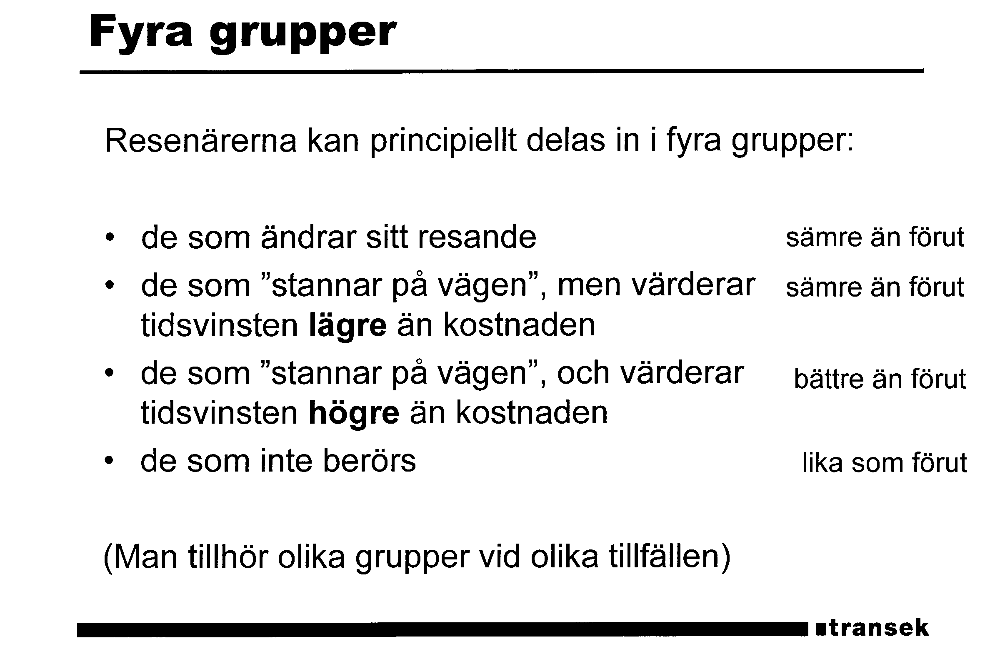 Fyra grupper
Resenärerna kan principiellt delas in i fyra grupper:
• de som ändrar sitt resande sämre än förut
• de som ”stannar på vägen”, men värderar sämre än förut
tidsvinsten lägre än kostnaden
• de som ”stannar på vägen”, och värderar bättre än förut
tidsvinsten högre än kostnaden
• de som inte berörs lika som förut
(Man tillhör olika grupper vid olika tillfällen)
transek